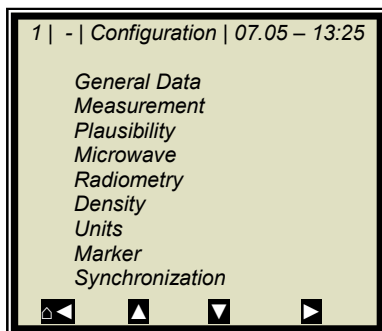 1 | - | Configuration | 07.05 – 13:25
General Data
Measurement
Plausibility
Microwave
Radiometry
Density
Units
Marker
Synchronization